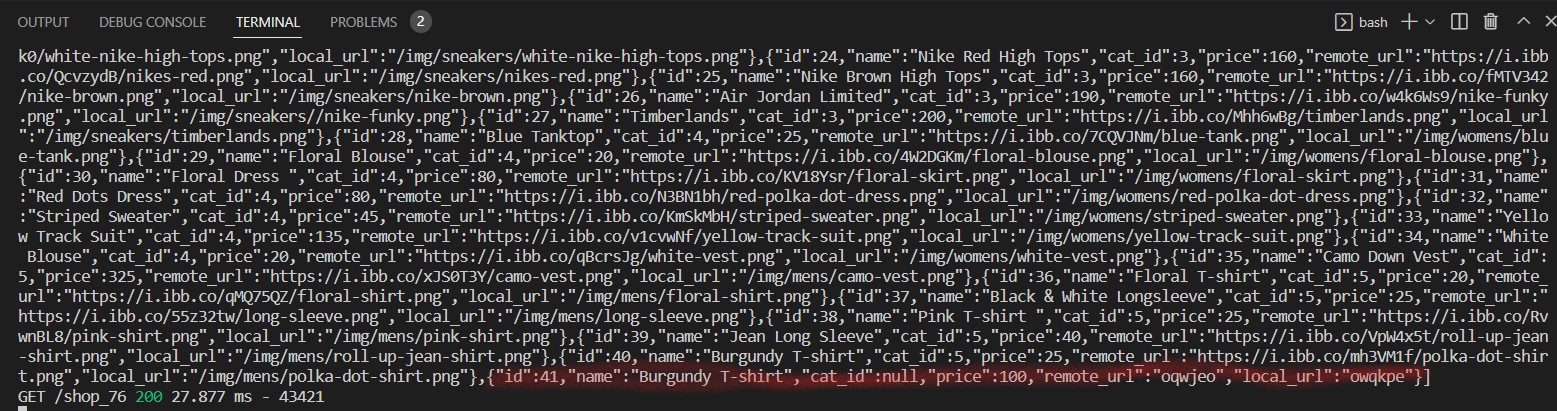 OUTPUT DEBUG CONSOLE TERMINAL PROBLEMS 2 bash
k0/white-nike-high-tops.png","local_url":"/img/sneakers/white-nike-high-tops.png"},{"id":24,"name":"Nike Red High Tops","cat_id":3,"price":160,"remote_url":"https://i.ibb
.co/QcvzydB/nikes-red.png","local_url":"/img/sneakers/nikes-red.png"},{"id":25,"name":"Nike Brown High Tops","cat_id":3,"price":160,"remote_url":"https://i.ibb.co/fMTV342
/nike-brown.png","local_url":"/img/sneakers/nike-brown.png"},{"id":26,"name":"Air Jordan Limited","cat_id":3,"price":190,"remote_url":"https://i.ibb.co/w4k6Ws9/nike-funky
.png","local_url":"/img/sneakers//nike-funky.png"},{"id":27,"name":"Timberlands","cat_id":3,"price":200,"remote_url":"https://i.ibb.co/Mhh6wBg/timberlands.png","local_url
":"/img/sneakers/timberlands.png"},{"id":28,"name":"Blue Tanktop","cat_id":4,"price":25,"remote_url":"https://i.ibb.co/7CQVJNm/blue-tank.png","local_url":"/img/womens/blu
e-tank.png"},{"id":29,"name":"Floral Blouse","cat_id":4,"price":20,"remote_url":"https://i.ibb.co/4W2DGKm/floral-blouse.png","local_url":"/img/womens/floral-blouse.png"},
{"id":30,"name":"Floral Dress ","cat_id":4,"price":80,"remote_url":"https://i.ibb.co/KV18Ysr/floral-skirt.png","local_url":"/img/womens/floral-skirt.png"},{"id":31,"name"
:"Red Dots Dress","cat_id":4,"price":80,"remote_url":"https://i.ibb.co/N3BN1bh/red-polka-dot-dress.png","local_url":"/img/womens/red-polka-dot-dress.png"},{"id":32,"name"
:"Striped Sweater","cat_id":4,"price":45,"remote_url":"https://i.ibb.co/KmSkMbH/striped-sweater.png","local_url":"/img/womens/striped-sweater.png"},{"id":33,"name":"Yello
w Track Suit","cat_id":4,"price":135,"remote_url":"https://i.ibb.co/v1cvwNf/yellow-track-suit.png","local_url":"/img/womens/yellow-track-suit.png"},{"id":34,"name":"White
 Blouse","cat_id":4,"price":20,"remote_url":"https://i.ibb.co/qBcrsJg/white-vest.png","local_url":"/img/womens/white-vest.png"},{"id":35,"name":"Camo Down Vest","cat_id":
5,"price":325,"remote_url":"https://i.ibb.co/xJS0T3Y/camo-vest.png","local_url":"/img/mens/camo-vest.png"},{"id":36,"name":"Floral T-shirt","cat_id":5,"price":20,"remote_
url":"https://i.ibb.co/qMQ75QZ/floral-shirt.png","local_url":"/img/mens/floral-shirt.png"},{"id":37,"name":"Black & White Longsleeve","cat_id":5,"price":25,"remote_url":"
https://i.ibb.co/55z32tw/long-sleeve.png","local_url":"/img/mens/long-sleeve.png"},{"id":38,"name":"Pink T-shirt ","cat_id":5,"price":25,"remote_url":"https://i.ibb.co/Rv
wnBL8/pink-shirt.png","local_url":"/img/mens/pink-shirt.png"},{"id":39,"name":"Jean Long Sleeve","cat_id":5,"price":40,"remote_url":"https://i.ibb.co/VpW4x5t/roll-up-jean
-shirt.png","local_url":"/img/mens/roll-up-jean-shirt.png"},{"id":40,"name":"Burgundy T-shirt","cat_id":5,"price":25,"remote_url":"https://i.ibb.co/mh3VM1f/polka-dot-shir
t.png","local_url":"/img/mens/polka-dot-shirt.png"},{"id":41,"name":"Burgundy T-shirt","cat_id":null,"price":100,"remote_url":"oqwjeo","local_url":"owqkpe"}]
GET /shop_76 200 27.877 ms - 43421